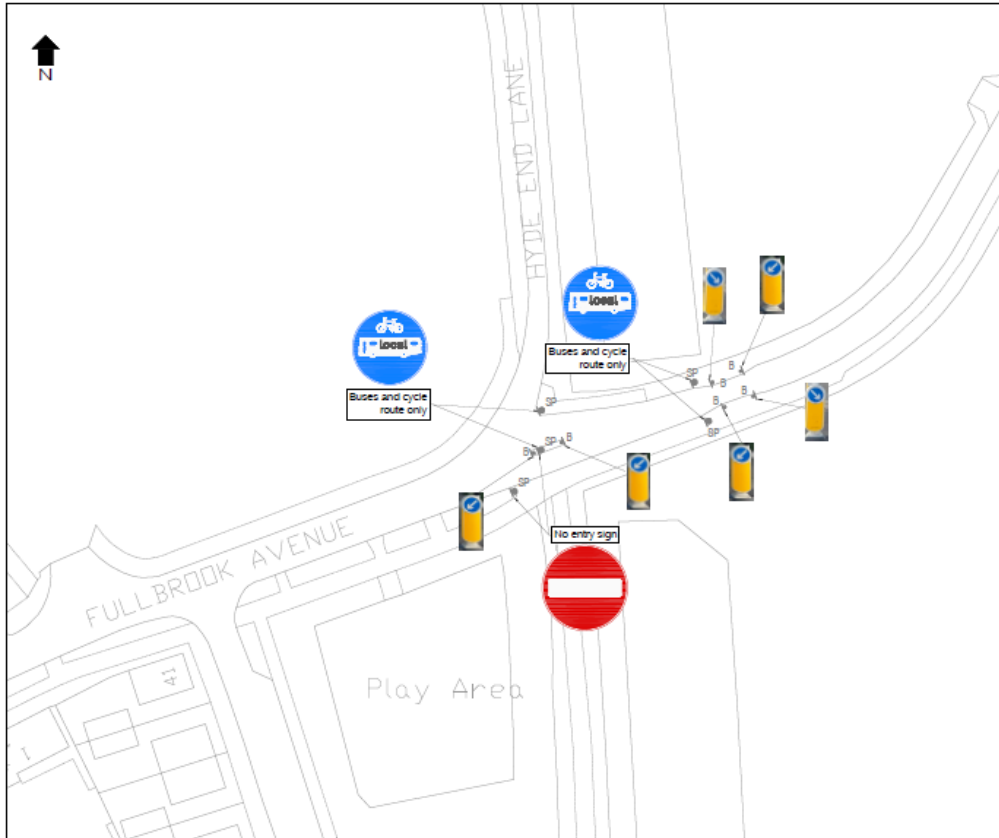 N
HYDE END LANE
local
local
Buses and cycle
route only
Buses and cycle
route only
SP
B
B
B
B
SP
SP
SP
B
B
SP
No entry sign
FULLBROOK AVENUE
Play Area
41
1